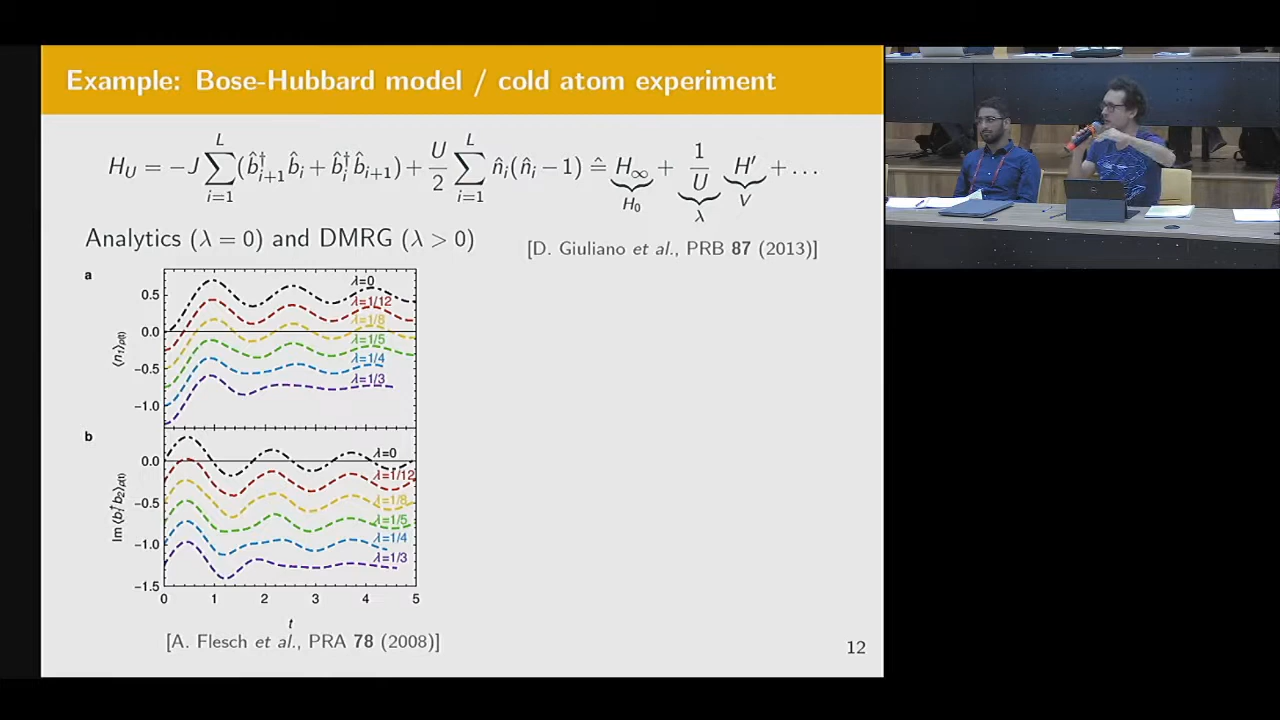 Example: Bose-Hubbard model / cold atom experiment
H_U = −J ∑_{i=1}^{L} (b̂†_{i+1} b̂_i + b̂†_i b̂_{i+1}) + U/2 ∑_{i=1}^{L} n̂_i(n̂_i − 1) ≙ H_∞ + 1/U H′ + …
H_0 λ V
Analytics (λ = 0) and DMRG (λ > 0)
[D. Giuliano et al., PRB 87 (2013)]
a
⟨n_1⟩_{ρ(t)}
0.5
0.0
−0.5
−1.0
λ=0
λ=1/12
λ=1/8
λ=1/5
λ=1/4
λ=1/3
b
Im ⟨b_1† b_2⟩_{ρ(t)}
0.0
−0.5
−1.0
−1.5
λ=0
λ=1/12
λ=1/8
λ=1/5
λ=1/4
λ=1/3
0 1 2 3 4 5
t
[A. Flesch et al., PRA 78 (2008)]
12